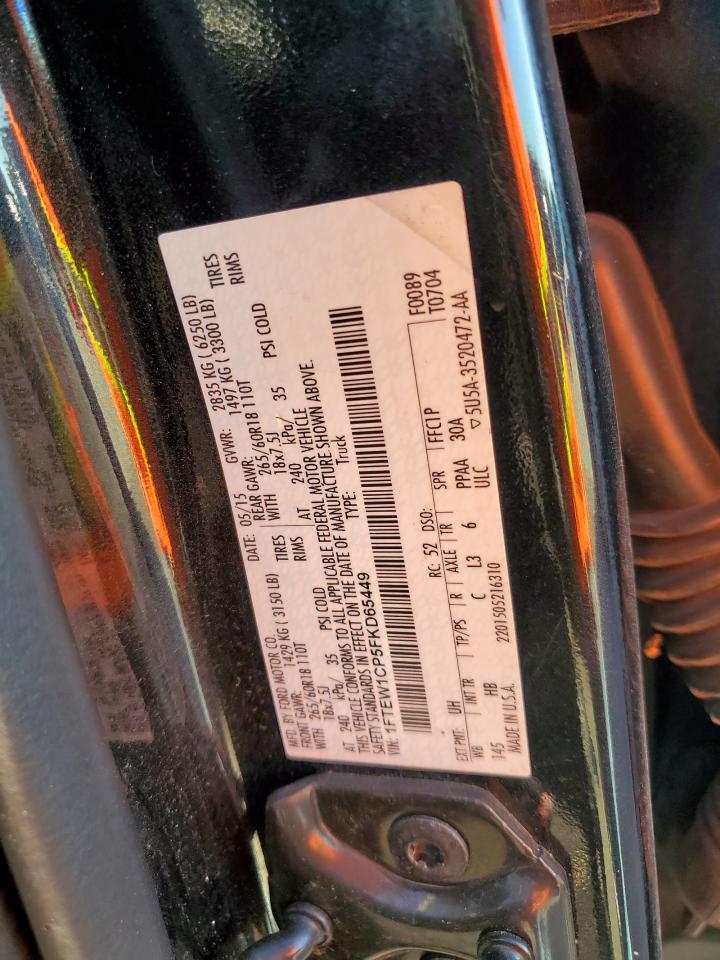 MFD. BY FORD MOTOR CO.
DATE: 05/15 GVWR: 2835 KG ( 6250 LB)
FRONT GAWR: 1429 KG ( 3150 LB) REAR GAWR: 1497 KG ( 3300 LB)
WITH 265/60R18 110T TIRES WITH 265/60R18 110T TIRES
18x7.5J RIMS 18x7.5J RIMS
AT 240 kPa/ 35 PSI COLD AT 240 kPa/ 35 PSI COLD
THIS VEHICLE CONFORMS TO ALL APPLICABLE FEDERAL MOTOR VEHICLE
SAFETY STANDARDS IN EFFECT ON THE DATE OF MANUFACTURE SHOWN ABOVE.
VIN: 1FTEW1CP5FKD65449 TYPE: Truck
F0089
T0704
EXT PNT: UH RC: 52 DSO:
WB INT TR TP/PS R AXLE TR SPR FFC1P
145 HB C L3 6 PPAA 30A
ULC
MADE IN U.S.A. 2201505216310 ▽5U5A-3520472-AA